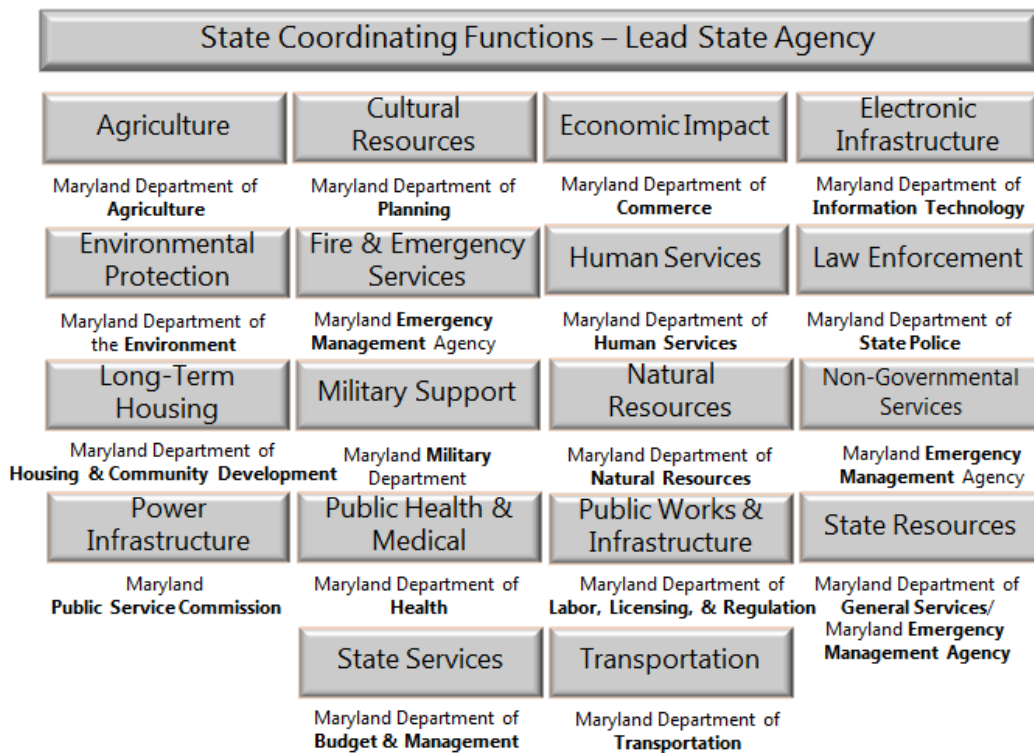 State Coordinating Functions – Lead State Agency
Agriculture
Maryland Department of
Agriculture
Cultural
Resources
Maryland Department of
Planning
Economic Impact
Maryland Department of
Commerce
Electronic
Infrastructure
Maryland Department of
Information Technology
Environmental
Protection
Maryland Department of
the Environment
Fire & Emergency
Services
Maryland Emergency
Management Agency
Human Services
Maryland Department of
Human Services
Law Enforcement
Maryland Department of
State Police
Long-Term
Housing
Maryland Department of
Housing & Community Development
Military Support
Maryland Military
Department
Natural
Resources
Maryland Department of
Natural Resources
Non-Governmental
Services
Maryland Emergency
Management Agency
Power
Infrastructure
Maryland
Public Service Commission
Public Health &
Medical
Maryland Department of
Health
Public Works &
Infrastructure
Maryland Department of
Labor, Licensing, & Regulation
State Resources
Maryland Department of
General Services/
Maryland Emergency
Management Agency
State Services
Maryland Department of
Budget & Management
Transportation
Maryland Department of
Transportation